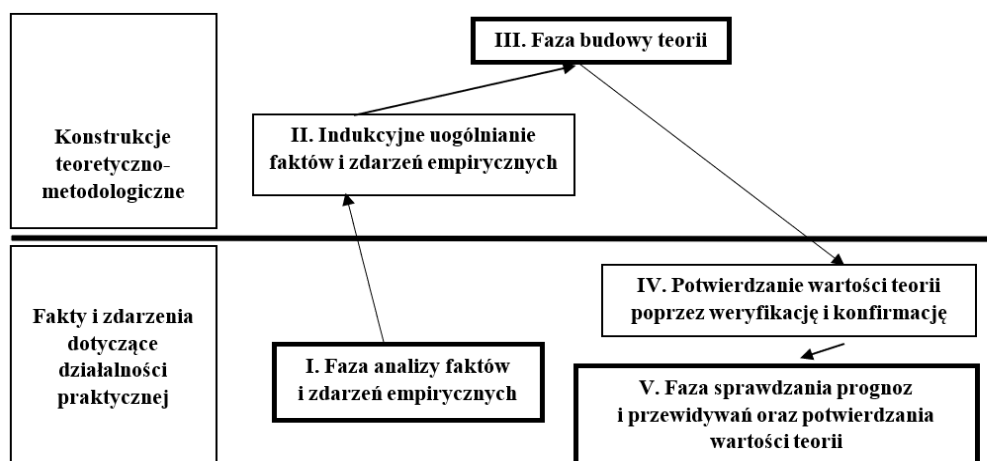 III. Faza budowy teorii
Konstrukcje
teoretyczno-
metodologiczne
II. Indukcyjne uogólnianie
faktów i zdarzeń empirycznych
Fakty i zdarzenia
dotyczące
działalności
praktycznej
I. Faza analizy faktów
i zdarzeń empirycznych
IV. Potwierdzanie wartości teorii
poprzez weryfikację i konfirmację
V. Faza sprawdzania prognoz
i przewidywań oraz potwierdzania
wartości teorii